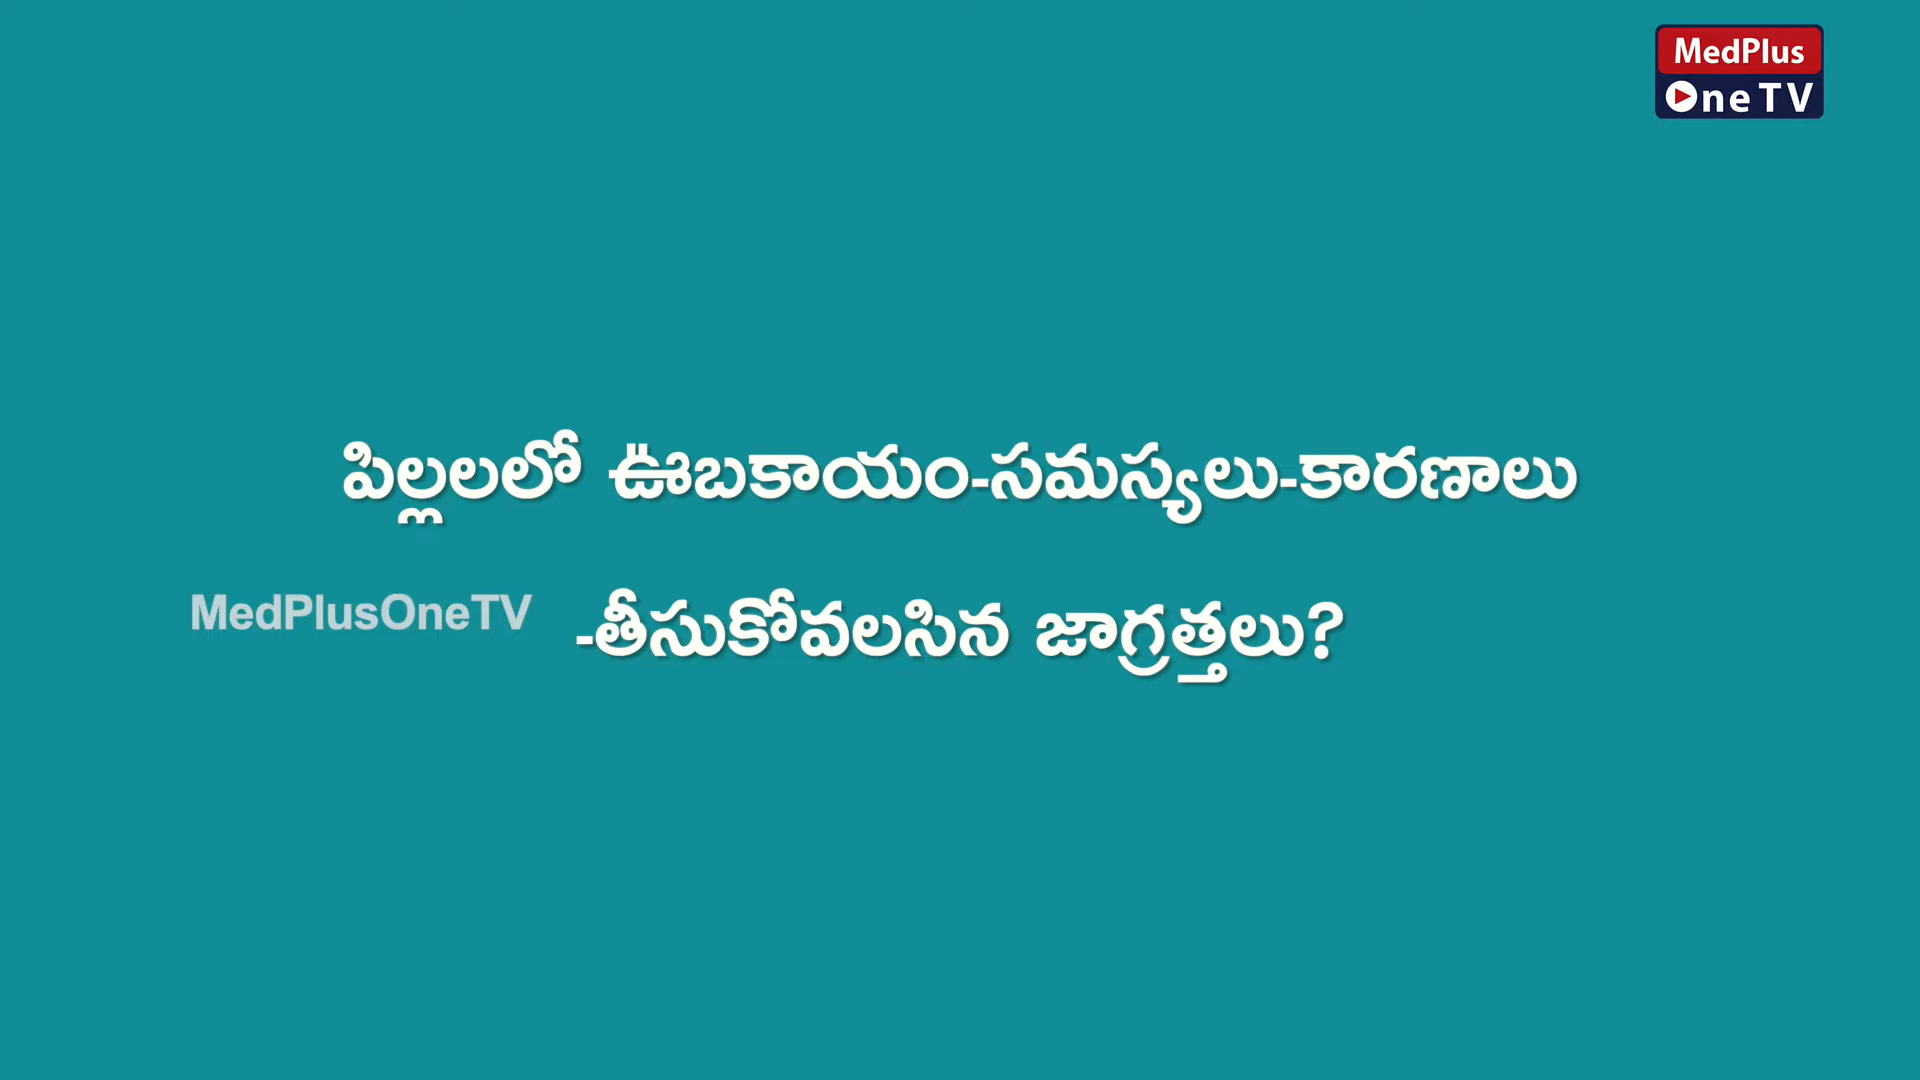 MedPlus
OneTV
పిల్లలలో ఊబకాయం-సమస్యలు-కారణాలు
MedPlusOneTV
-తీసుకోవలసిన జాగ్రత్తలు?